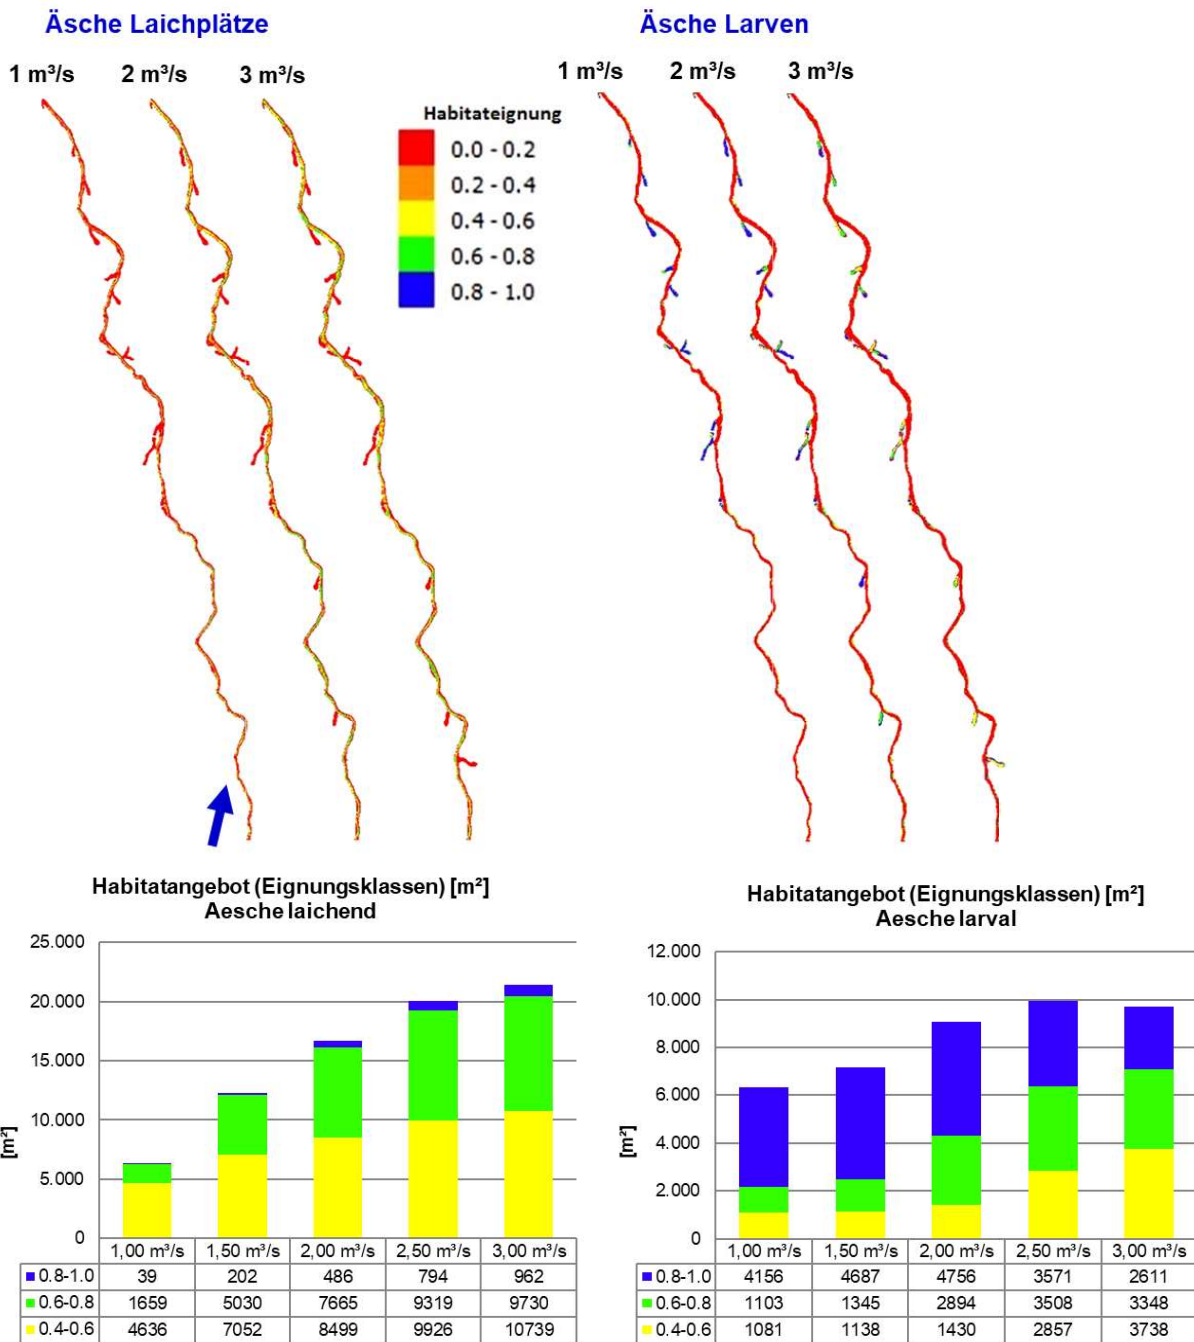 Äsche Laichplätze
1 m³/s 2 m³/s 3 m³/s
Habitateignung
0.0 - 0.2
0.2 - 0.4
0.4 - 0.6
0.6 - 0.8
0.8 - 1.0
Äsche Larven
1 m³/s 2 m³/s 3 m³/s
Habitatangebot (Eignungsklassen) [m²]
Aesche laichend
25.000
20.000
15.000
10.000
5.000
0
[m²]
1,00 m³/s 1,50 m³/s 2,00 m³/s 2,50 m³/s 3,00 m³/s
0.8-1.0 39 202 486 794 962
0.6-0.8 1659 5030 7665 9319 9730
0.4-0.6 4636 7052 8499 9926 10739
Habitatangebot (Eignungsklassen) [m²]
Aesche larval
12.000
10.000
8.000
6.000
4.000
2.000
0
[m²]
1,00 m³/s 1,50 m³/s 2,00 m³/s 2,50 m³/s 3,00 m³/s
0.8-1.0 4156 4687 4756 3571 2611
0.6-0.8 1103 1345 2894 3508 3348
0.4-0.6 1081 1138 1430 2857 3738